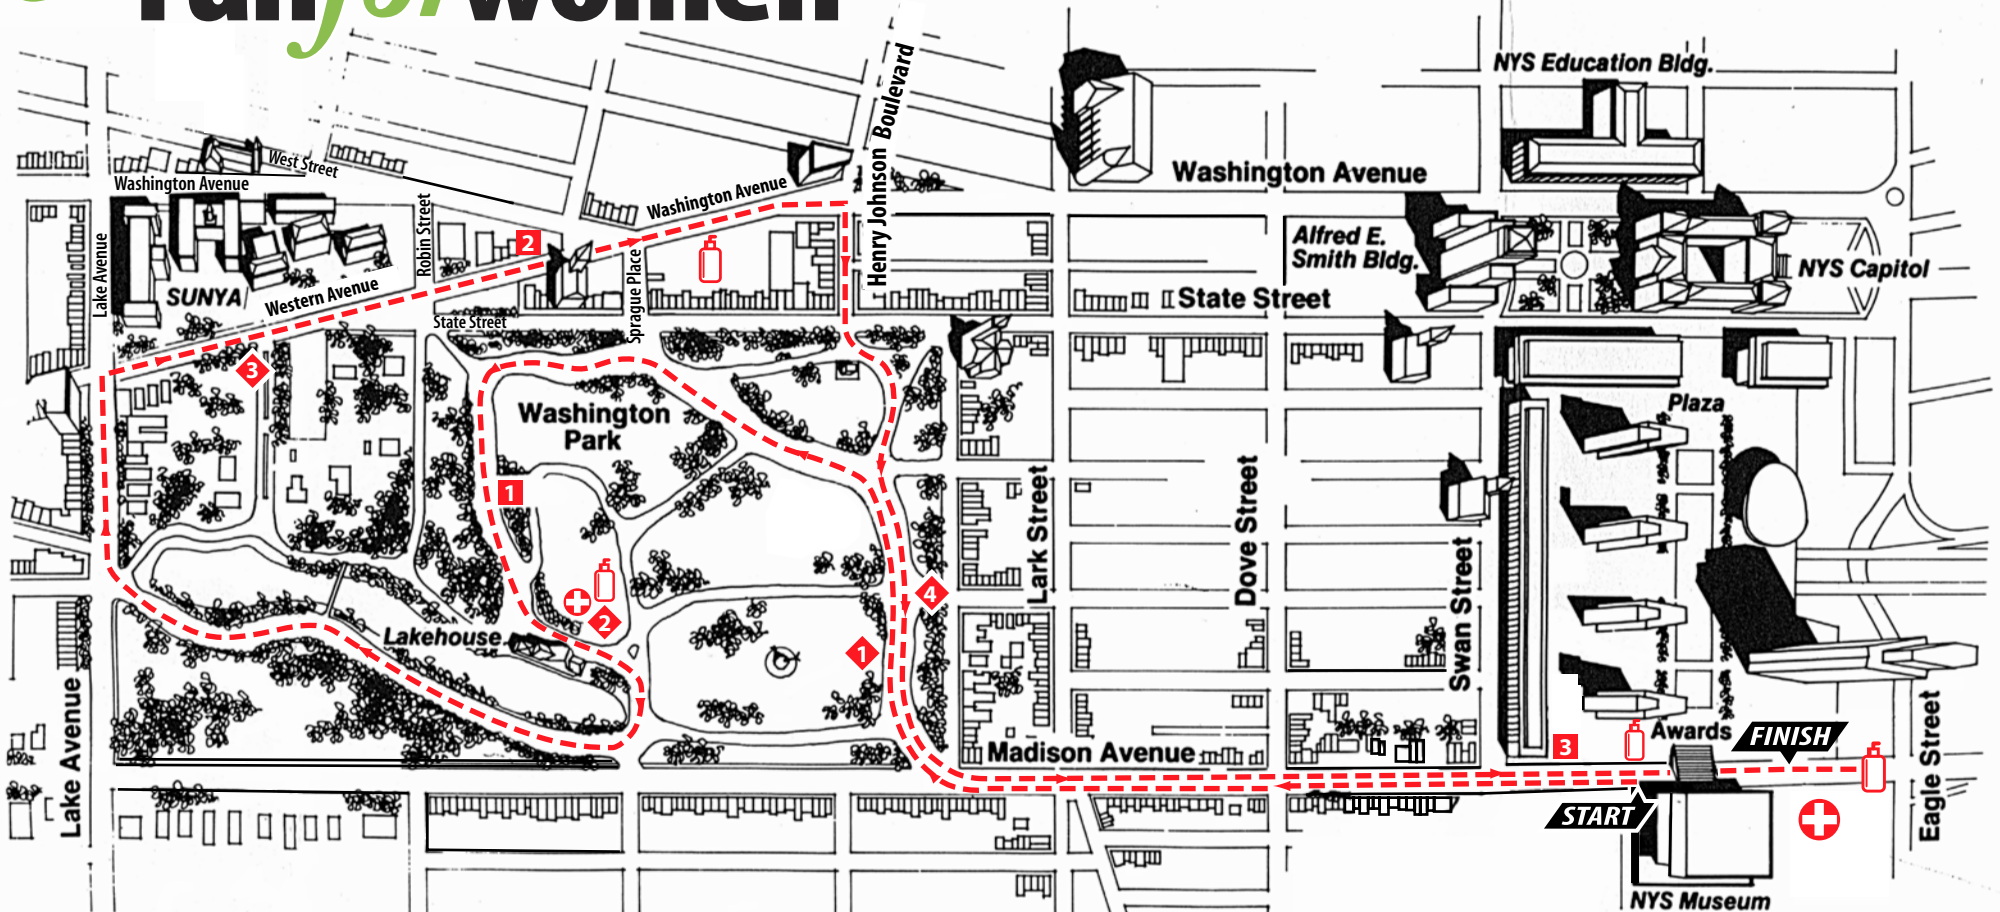 for women
NYS Education Bldg.
Henry Johnson Boulevard
West Street
Washington Avenue
Washington Avenue
Washington Avenue
Robin Street
Lake Avenue
2
Alfred E.
Smith Bldg.
NYS Capitol
SUNYA
Western Avenue
State Street
State Street
Sprague Place
3
Washington
Park
Plaza
1
Lark Street
Dove Street
Swan Street
4
2
1
Lakehouse
Lake Avenue
Madison Avenue
3
Awards
FINISH
START
Eagle Street
NYS Museum